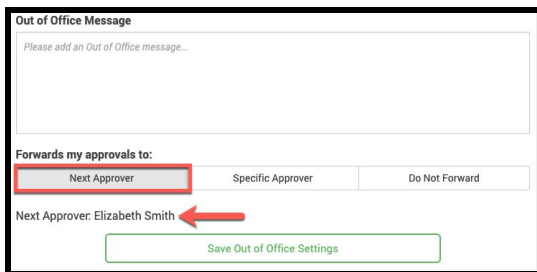 Out of Office Message
Please add an Out of Office message...
Forwards my approvals to:
Next Approver Specific Approver Do Not Forward
Next Approver: Elizabeth Smith
Save Out of Office Settings